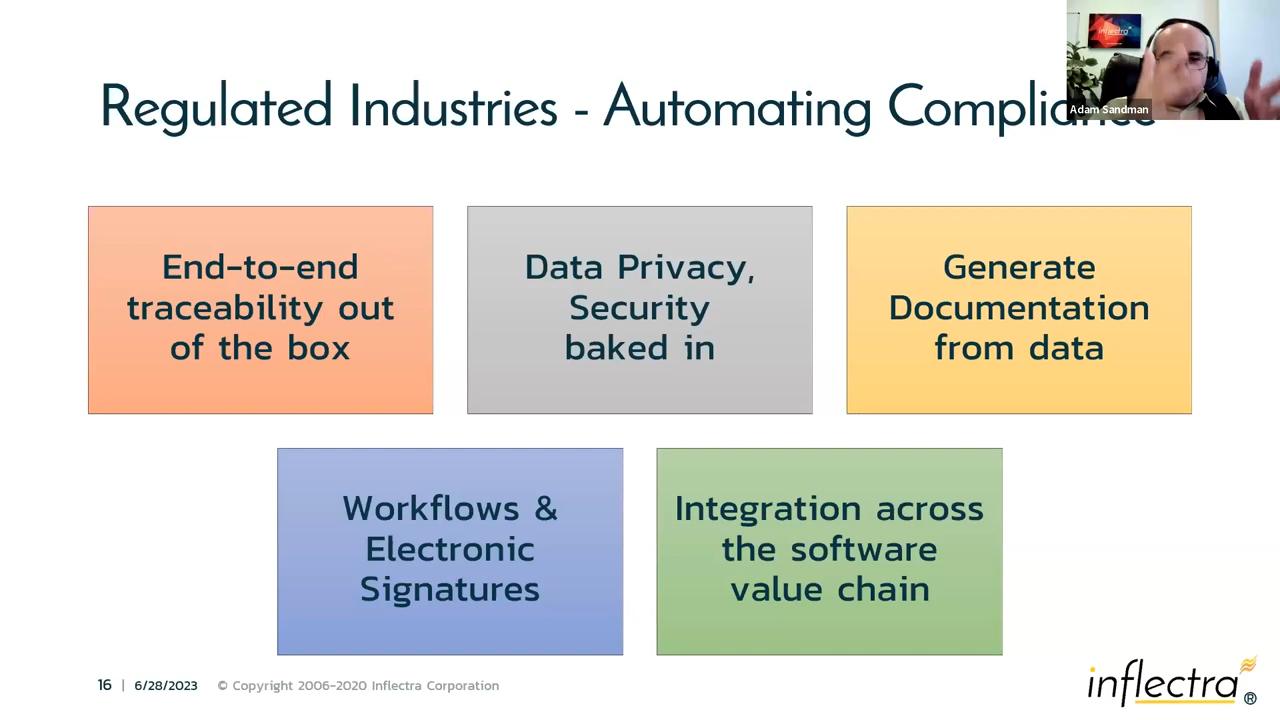 Regulated Industries - Automating Compliance
inflectra
Adam Sandman
End-to-end
traceability out
of the box
Data Privacy,
Security
baked in
Generate
Documentation
from data
Workflows &
Electronic
Signatures
Integration across
the software
value chain
16 | 6/28/2023 © Copyright 2006-2020 Inflectra Corporation
inflectra®